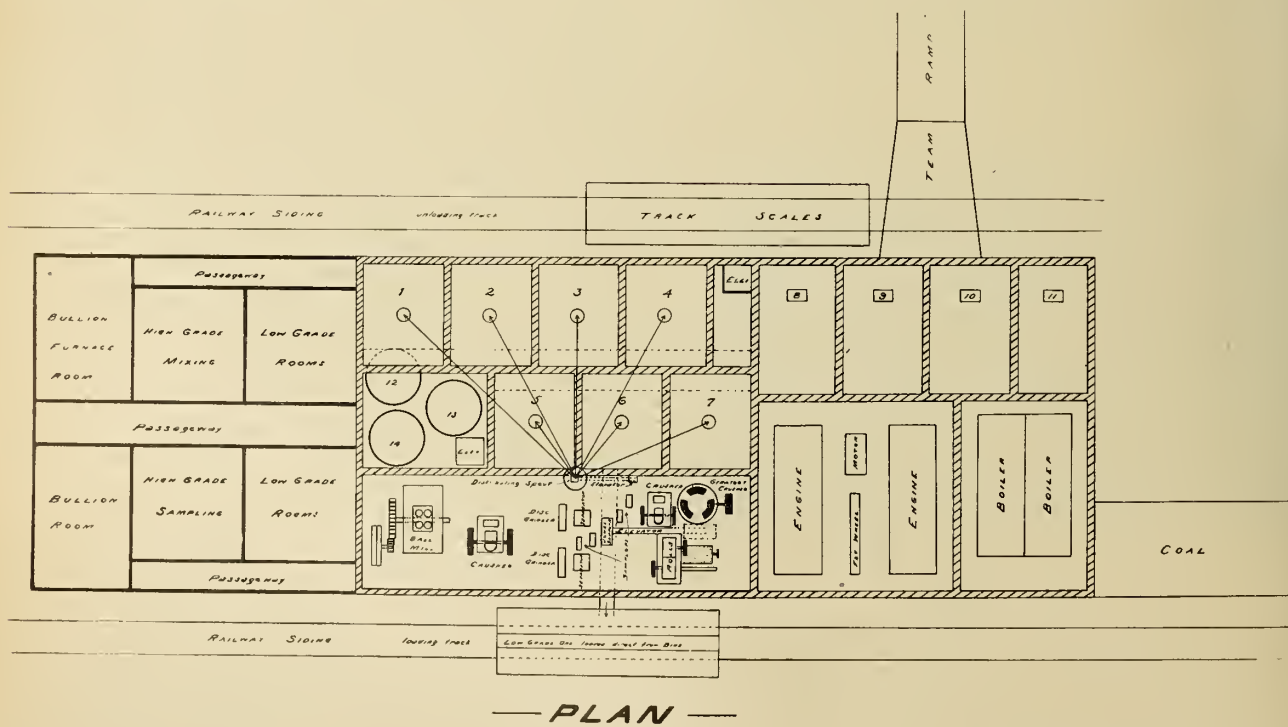 TEAM RAMP
RAILWAY SIDING unloading track
TRACK SCALES
Passageway
BULLION
FURNACE
ROOM
HIGH GRADE
MIXING
LOW GRADE
ROOMS
1
2
3
4
ELEV
8
9
10
11
12
13
14
ELEV
5
6
7
Passageway
BULLION
ROOM
HIGH GRADE
SAMPLING
LOW GRADE
ROOMS
Passageway
Distributing Spout
Elevator
CRUSHER
CRUSHER
BALL
MILL
CRUSHER
DISC
GRINDER
DISC
GRINDER
ELEVATOR
ROLLS
ENGINE
MOTOR
FLY WHEEL
ENGINE
BOILER
BOILER
COAL
RAILWAY SIDING loading track
LOW GRADE ORE loaded direct from Bins
— PLAN —